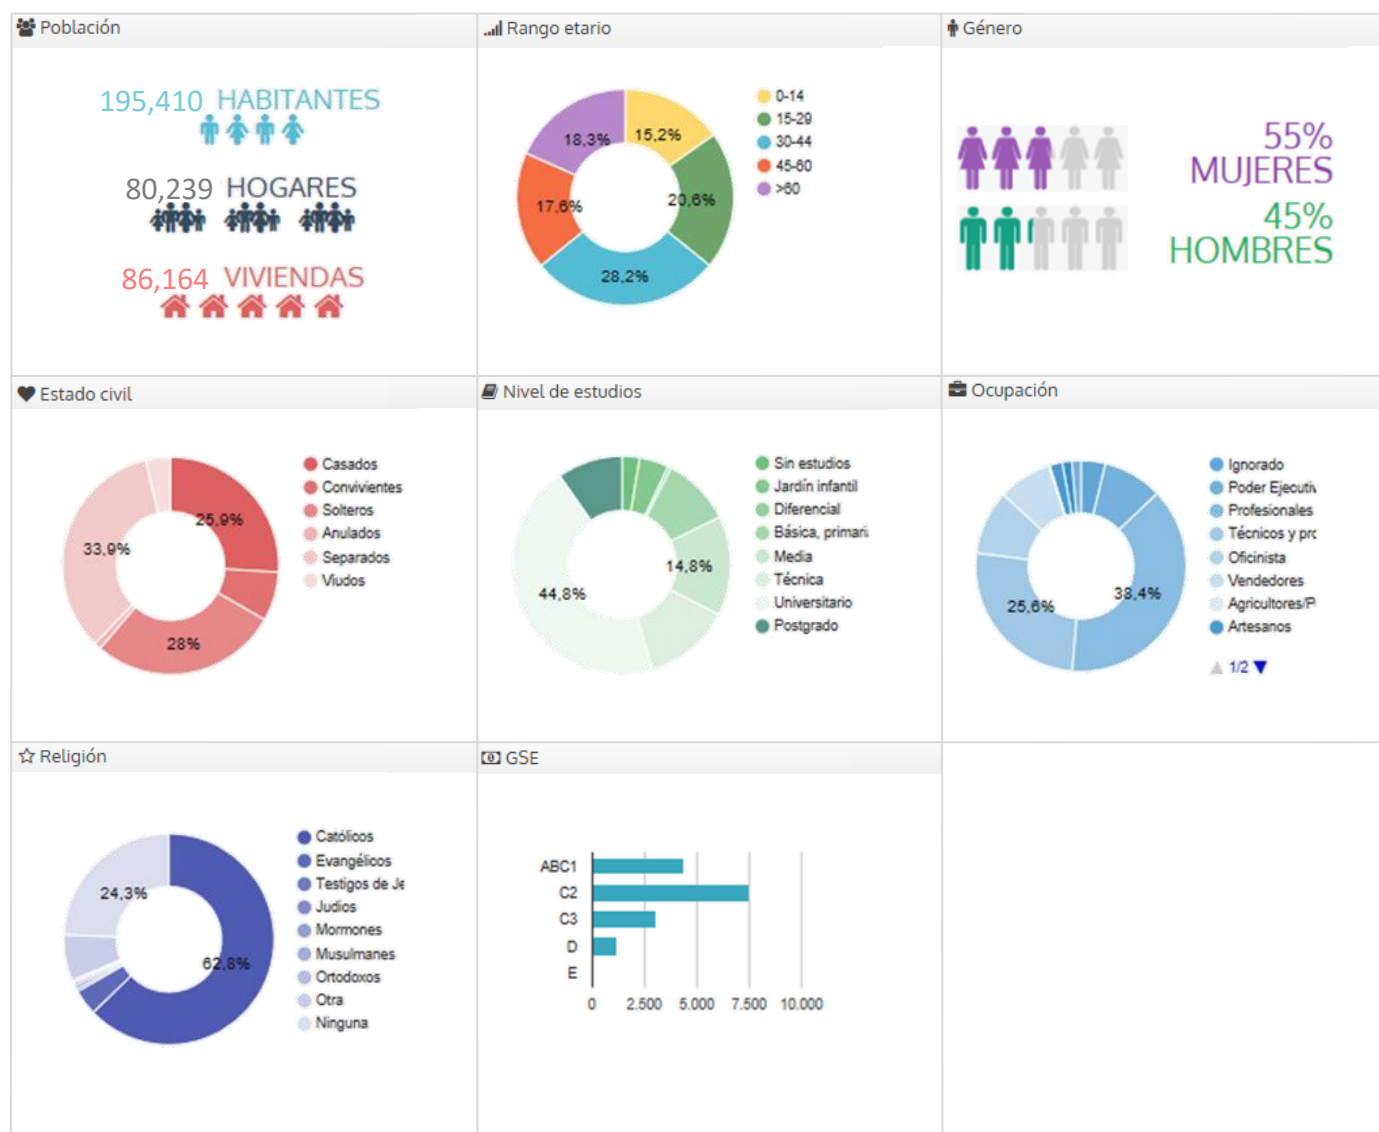 Población
195,410 HABITANTES
80,239 HOGARES
86,164 VIVIENDAS
Rango etario
15,2%
20,6%
28,2%
17,6%
18,3%
0-14
15-29
30-44
45-60
>60
Género
55%
MUJERES
45%
HOMBRES
Estado civil
25,9%
28%
33,9%
Casados
Convivientes
Solteros
Anulados
Separados
Viudos
Nivel de estudios
14,8%
44,8%
Sin estudios
Jardín infantil
Diferencial
Básica, primari
Media
Técnica
Universitario
Postgrado
Ocupación
38,4%
25,6%
Ignorado
Poder Ejecutiv
Profesionales
Técnicos y pro
Oficinista
Vendedores
Agricultores/P
Artesanos
1/2
Religión
24,3%
62,8%
Católicos
Evangélicos
Testigos de Je
Judios
Mormones
Musulmanes
Ortodoxos
Otra
Ninguna
GSE
ABC1
C2
C3
D
E
0 2.500 5.000 7.500 10.000